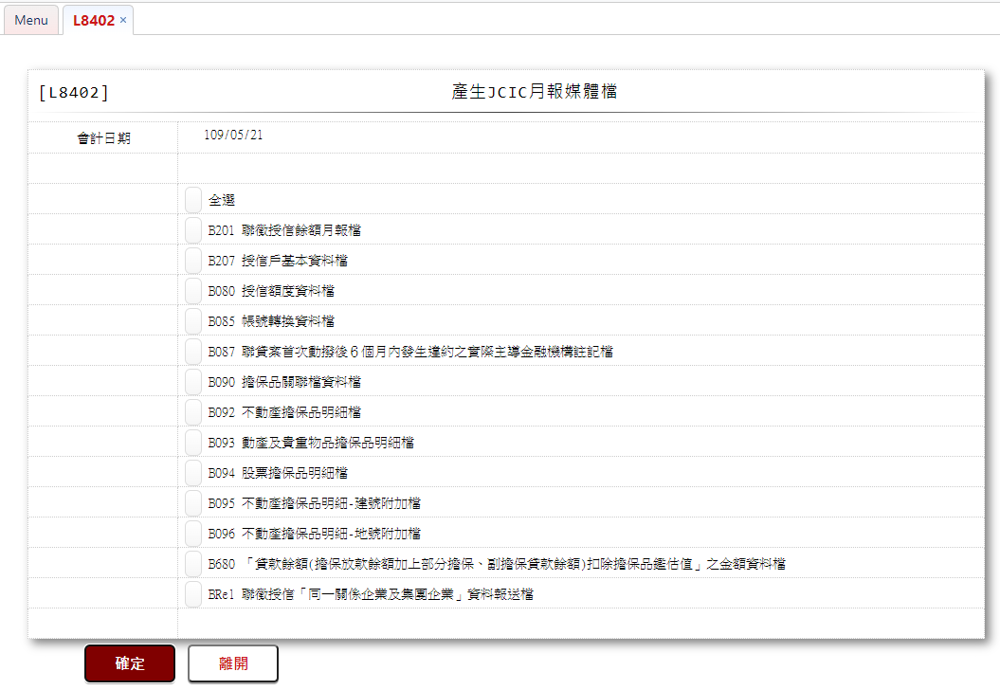 Menu
L8402 ×
[L8402] 產生JCIC月報媒體檔
會計日期 109/05/21
全選
B201 聯徵授信餘額月報檔
B207 授信戶基本資料檔
B080 授信額度資料檔
B085 帳號轉換資料檔
B087 聯貸案首次動撥後６個月內發生違約之實際主導金融機構註記檔
B090 擔保品關聯檔資料檔
B092 不動產擔保品明細檔
B093 動產及貴重物品擔保品明細檔
B094 股票擔保品明細檔
B095 不動產擔保品明細-建號附加檔
B096 不動產擔保品明細-地號附加檔
B680 「貸款餘額(擔保放款餘額加上部分擔保、副擔保貸款餘額)扣除擔保品鑑估值」之金額資料檔
BRe1 聯徵授信「同一關係企業及集團企業」資料報送檔
確定 離開